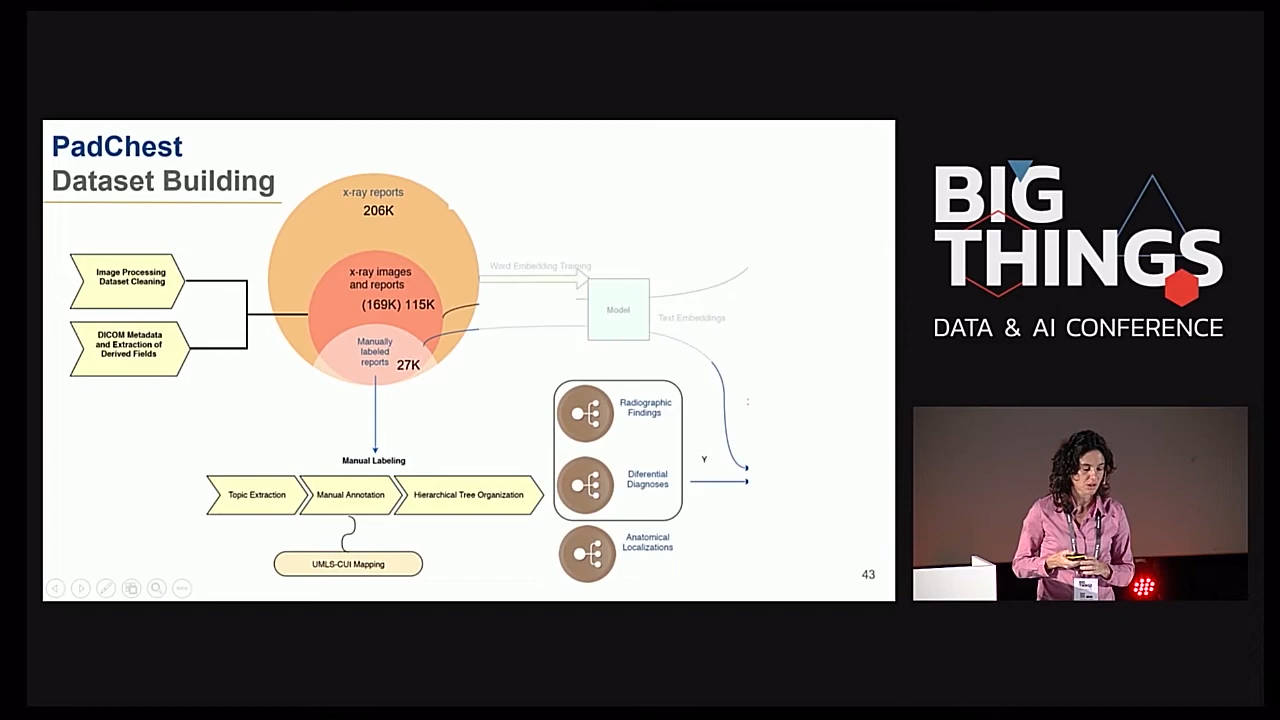 PadChest
Dataset Building
x-ray reports
206K
Image Processing
Dataset Cleaning
DICOM Metadata
and Extraction of
Derived Fields
x-ray images
and reports
(169K) 115K
Manually
labeled
reports
27K
Word Embedding Training
Model
Text Embeddings
Manual Labeling
Topic Extraction
Manual Annotation
Hierarchical Tree Organization
UMLS-CUI Mapping
Radiographic
Findings
Diferential
Diagnoses
Anatomical
Localizations
Y
:
43
BIG
THINGS
DATA & AI CONFERENCE
BIG
THINGS